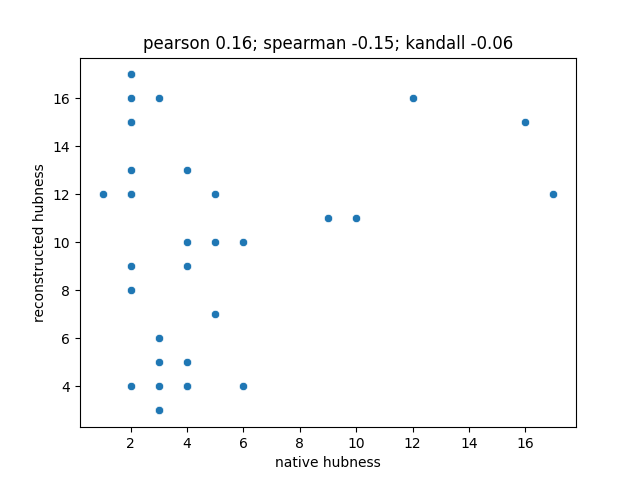 pearson 0.16; spearman -0.15; kandall -0.06
16
14
12
10
8
6
4
reconstructed hubness
2 4 6 8 10 12 14 16
native hubness